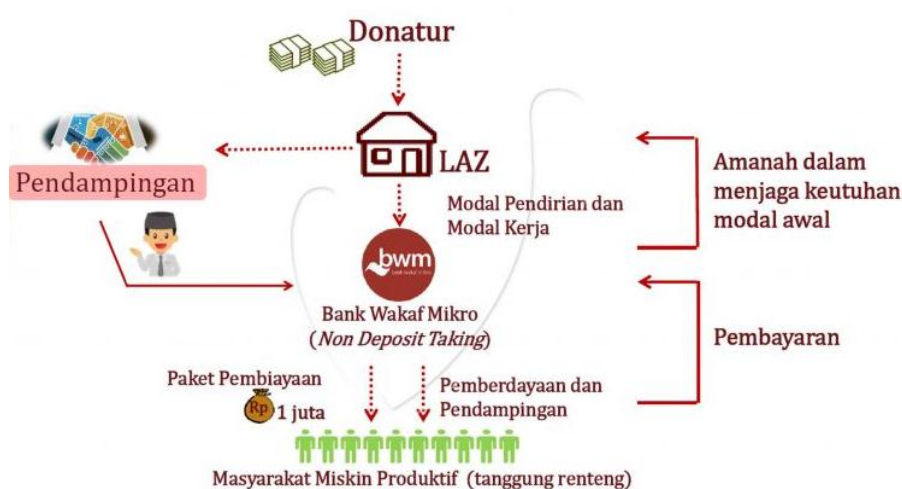 Donatur
LAZ
Pendampingan
Modal Pendirian dan
Modal Kerja
Amanah dalam
menjaga keutuhan
modal awal
bwm
Bank Wakaf Mikro
(Non Deposit Taking)
Pembayaran
Paket Pembiayaan
Rp 1 juta
Pemberdayaan dan
Pendampingan
Masyarakat Miskin Produktif (tanggung renteng)